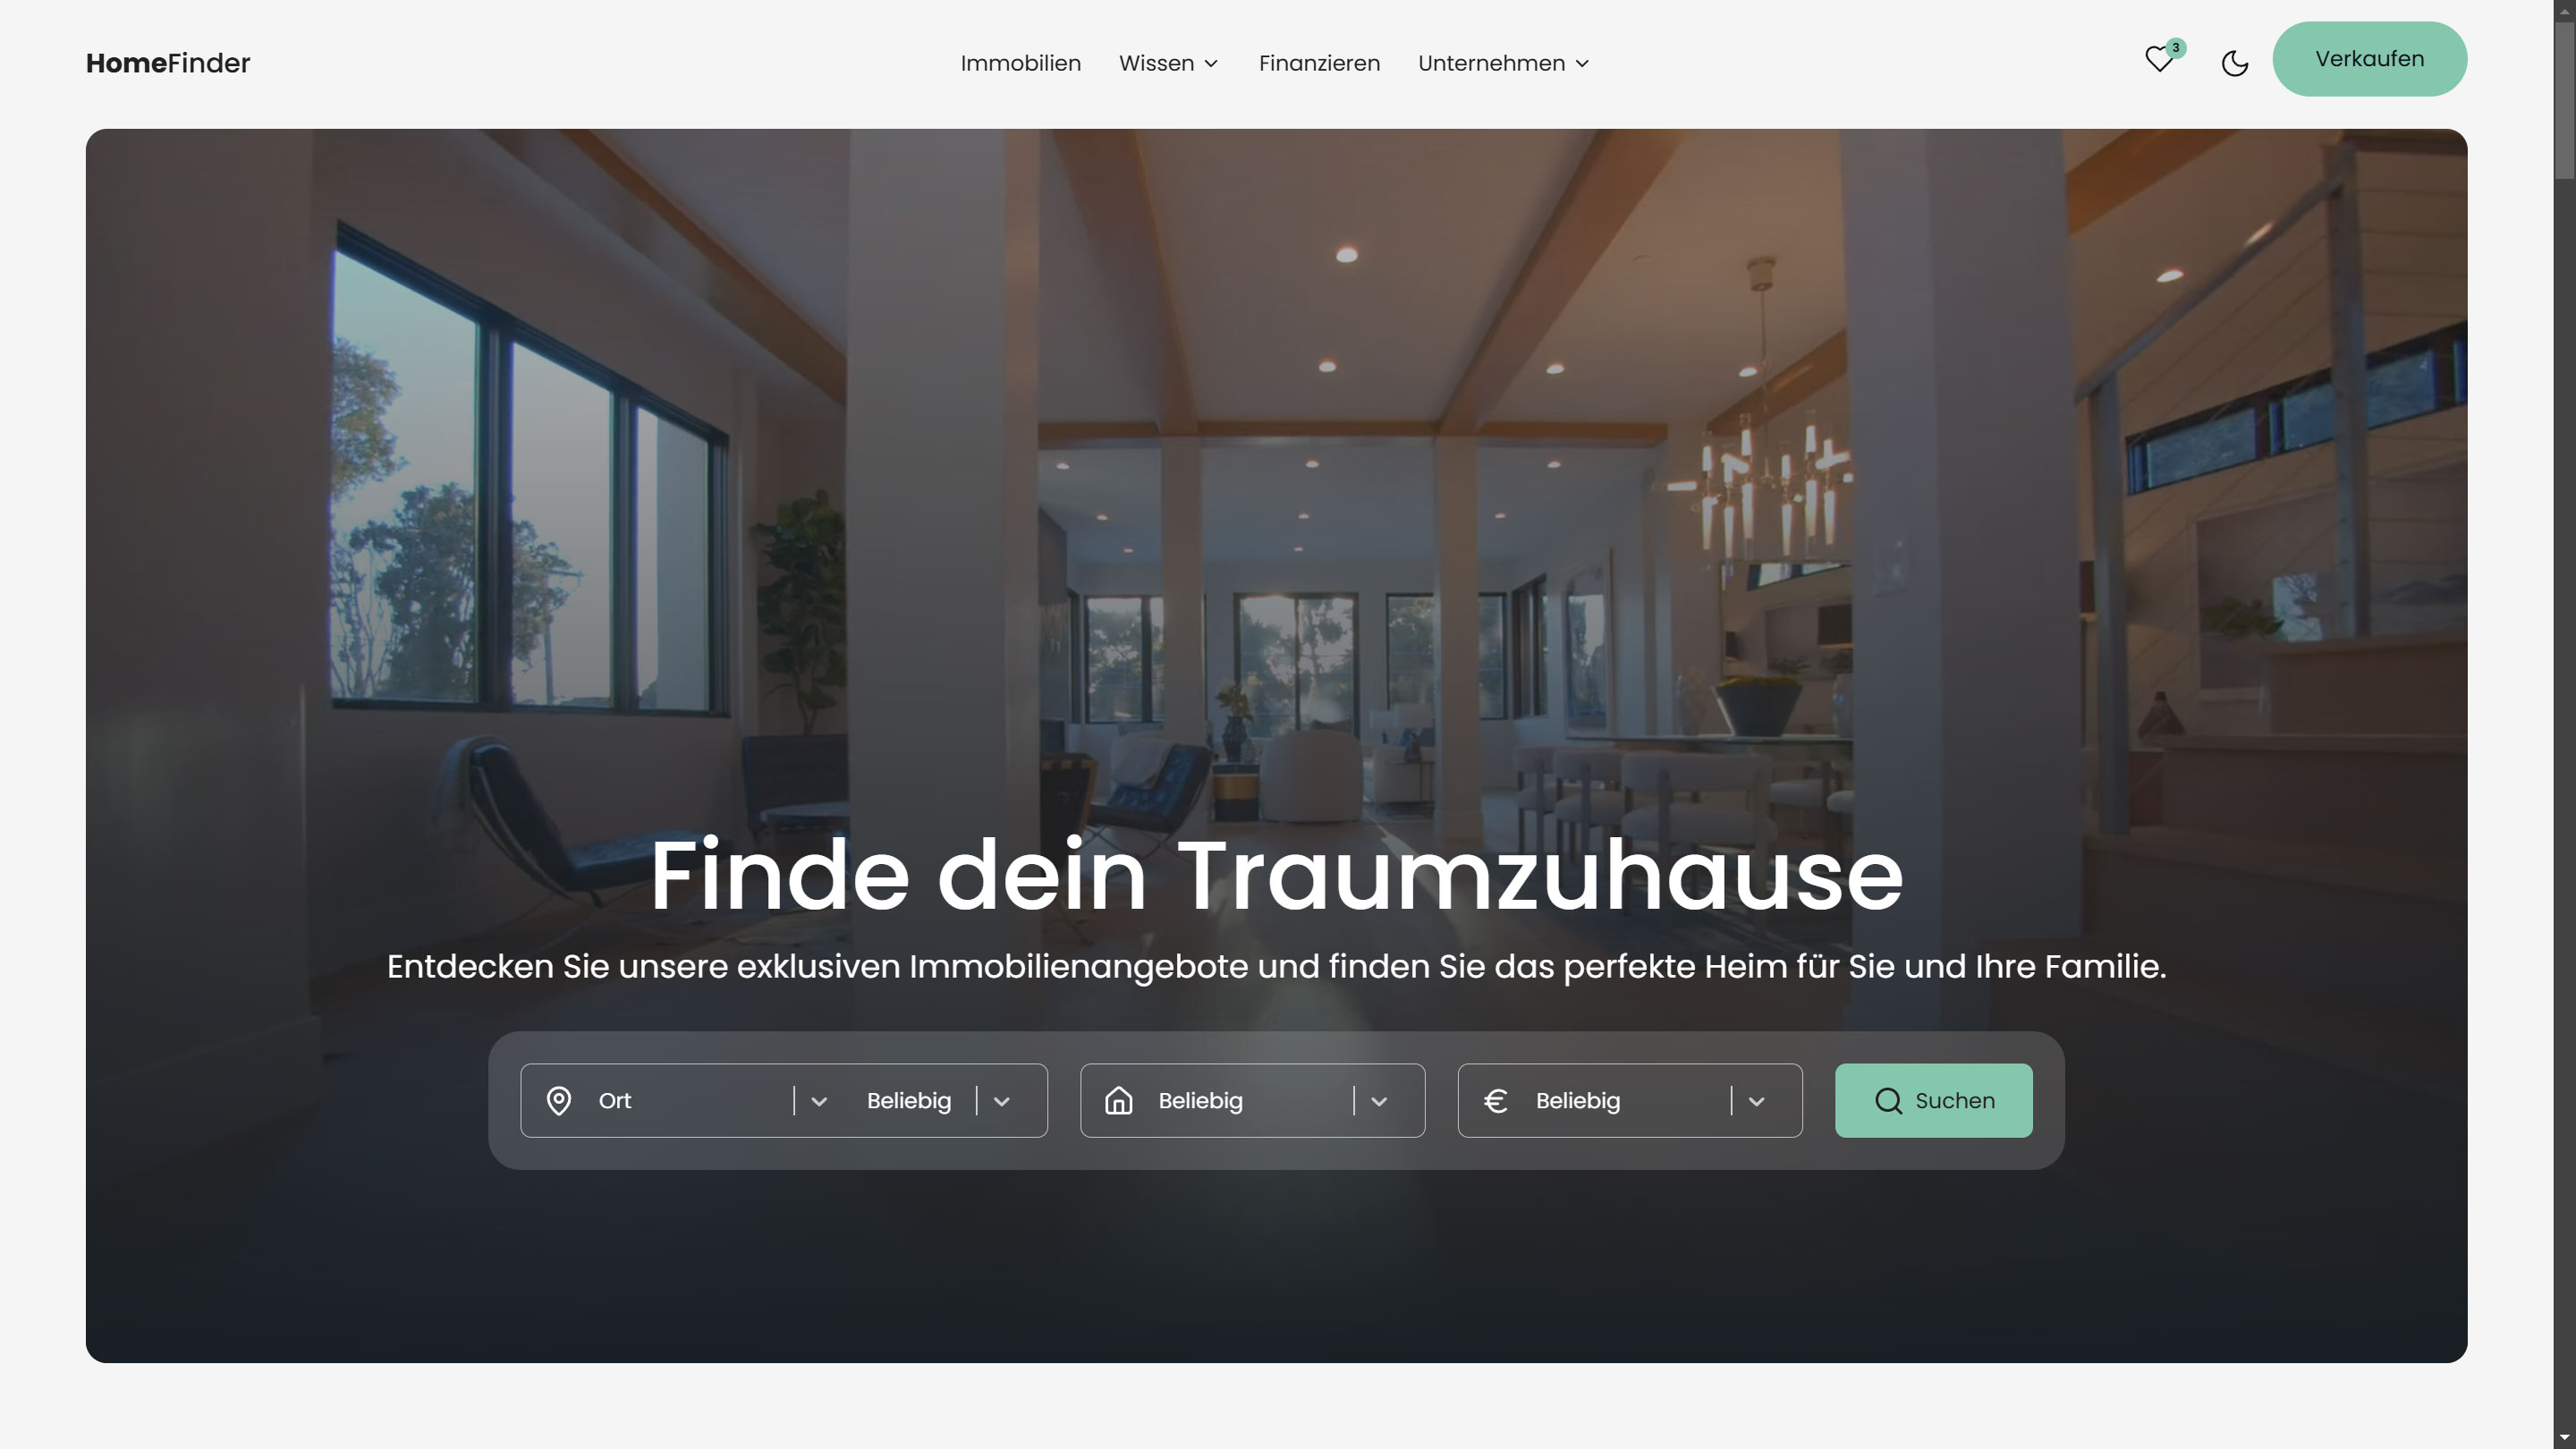 HomeFinder
Immobilien Wissen Finanzieren Unternehmen 3 Verkaufen
Finde dein Traumzuhause
Entdecken Sie unsere exklusiven Immobilienangebote und finden Sie das perfekte Heim für Sie und Ihre Familie.
Ort Beliebig Beliebig € Beliebig Suchen